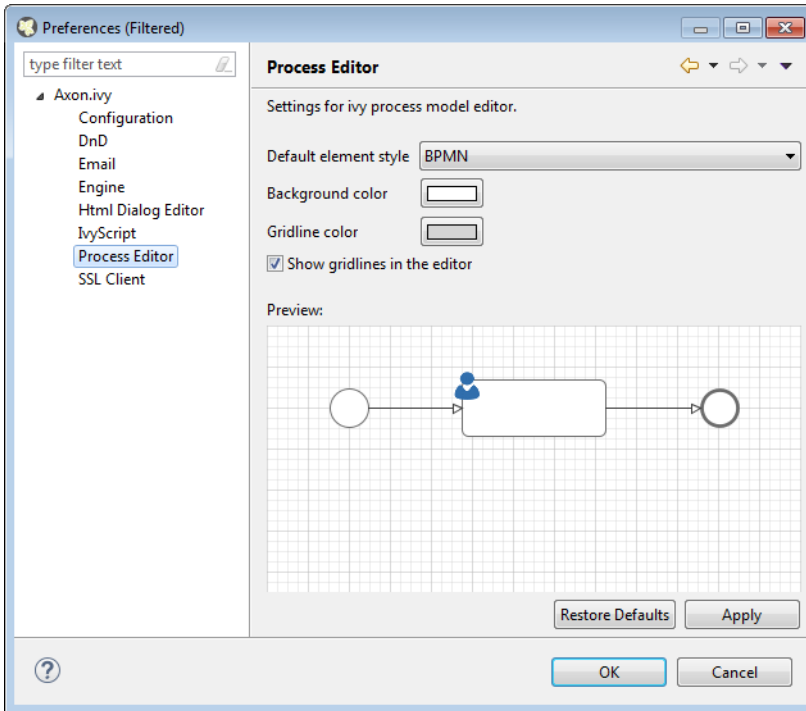 Preferences (Filtered)
type filter text
Axon.ivy
Configuration
DnD
Email
Engine
Html Dialog Editor
IvyScript
Process Editor
SSL Client
Process Editor
Settings for ivy process model editor.
Default element style BPMN
Background color
Gridline color
Show gridlines in the editor
Preview:
Restore Defaults Apply
? OK Cancel